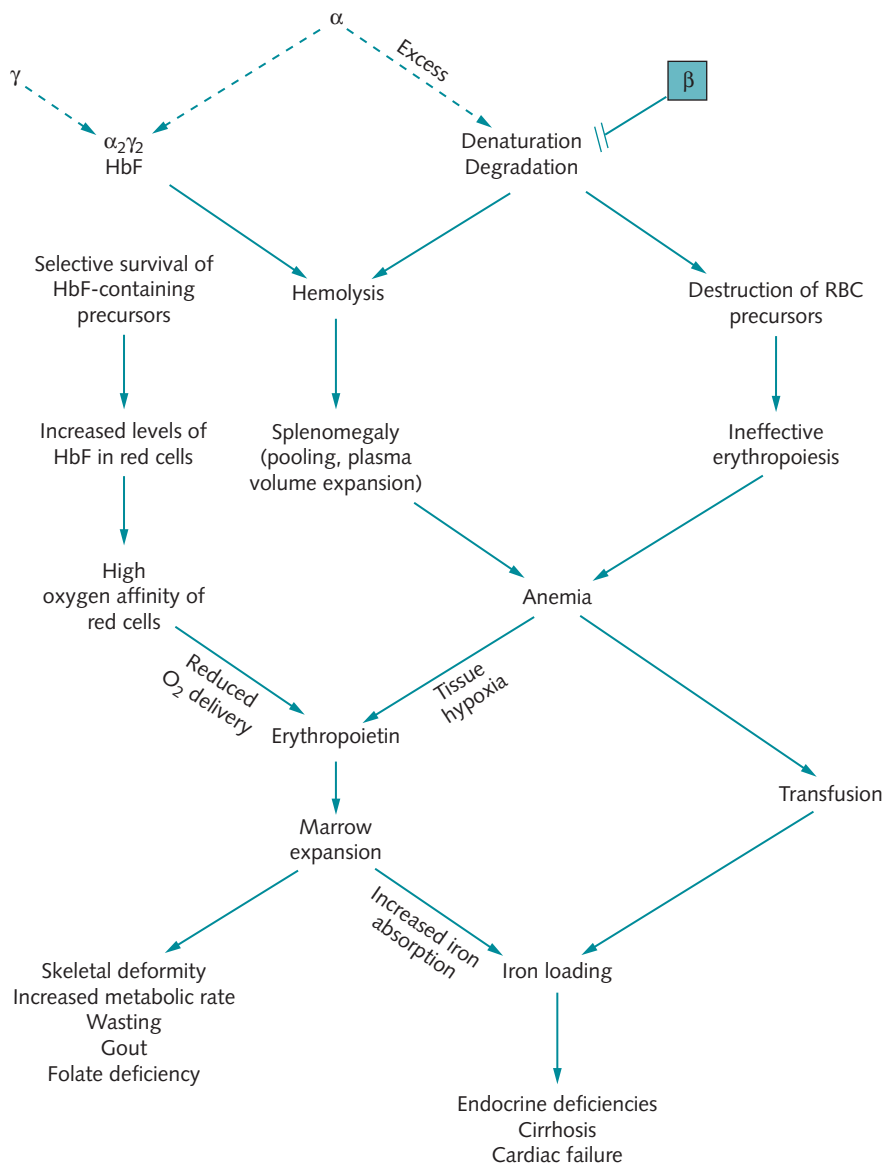 α
Excess
γ
β
α₂γ₂
HbF
Denaturation
Degradation
Selective survival of
HbF-containing
precursors
Hemolysis
Destruction of RBC
precursors
Increased levels of
HbF in red cells
Splenomegaly
(pooling, plasma
volume expansion)
Ineffective
erythropoiesis
High
oxygen affinity of
red cells
Anemia
Reduced
O₂ delivery
Tissue
hypoxia
Erythropoietin
Transfusion
Marrow
expansion
Increased iron
absorption
Skeletal deformity
Increased metabolic rate
Wasting
Gout
Folate deficiency
Iron loading
Endocrine deficiencies
Cirrhosis
Cardiac failure